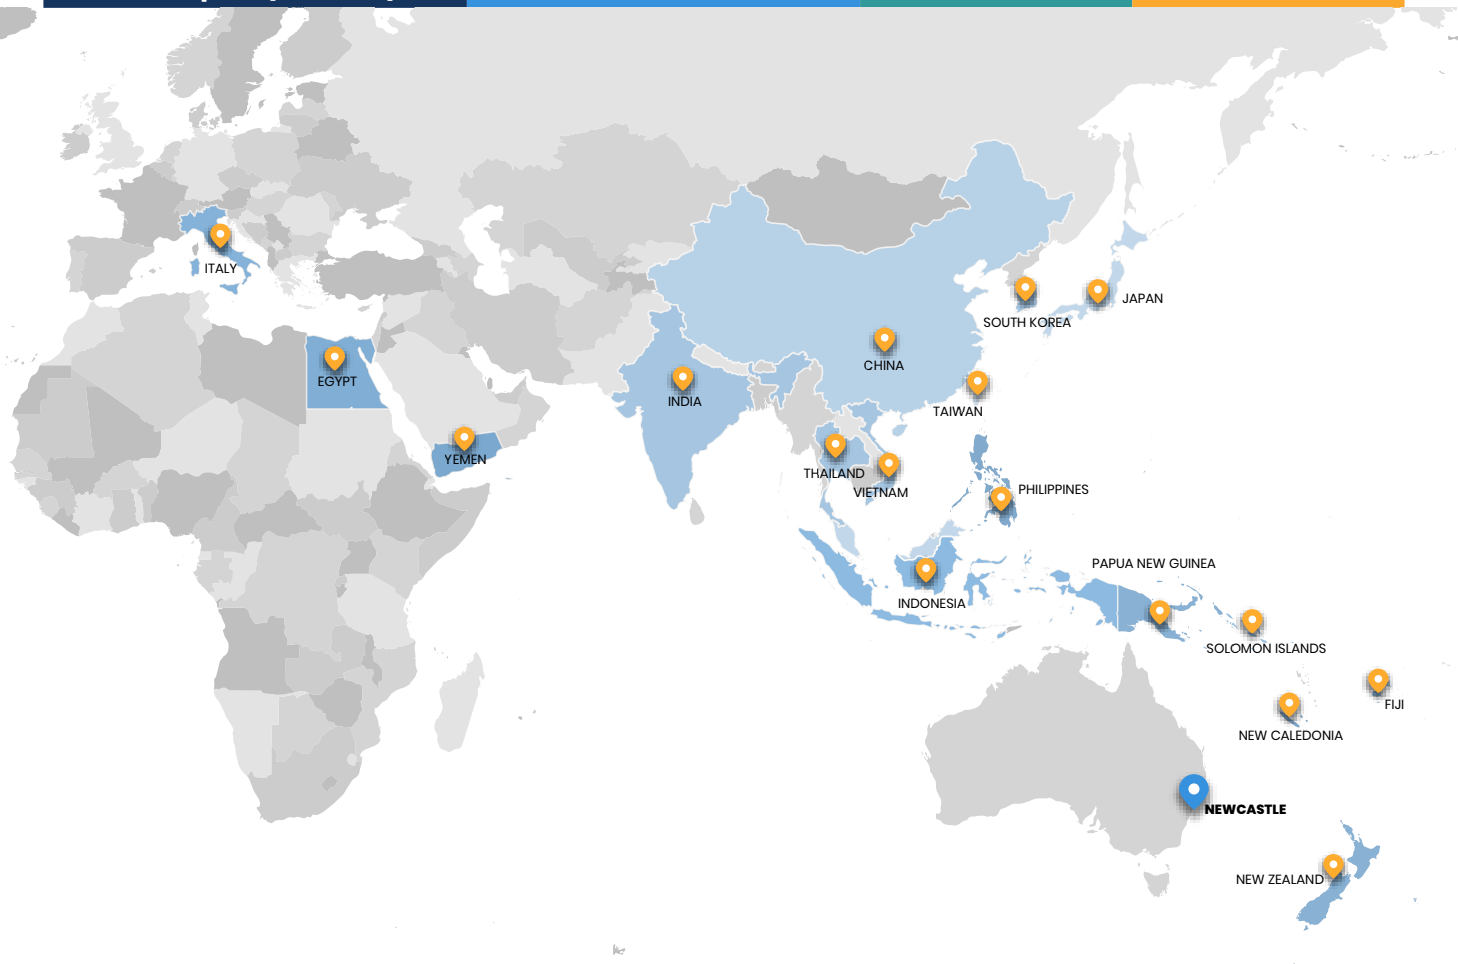 ITALY
JAPAN
SOUTH KOREA
CHINA
EGYPT
INDIA
TAIWAN
YEMEN
THAILAND
VIETNAM
PHILIPPINES
PAPUA NEW GUINEA
INDONESIA
SOLOMON ISLANDS
FIJI
NEW CALEDONIA
NEWCASTLE
NEW ZEALAND